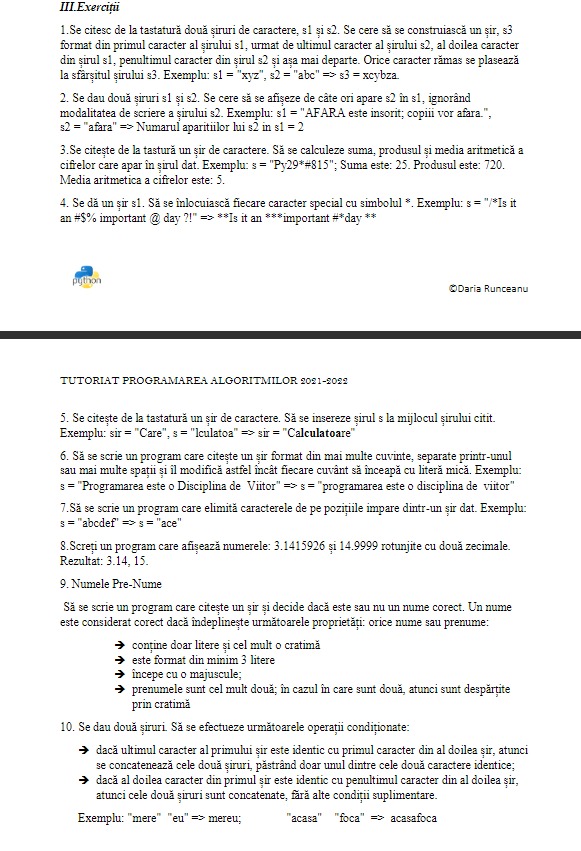 III.Exerciții
1.Se citesc de la tastatură două șiruri de caractere, s1 și s2. Se cere să se construiască un șir, s3
format din primul caracter al șirului s1, urmat de ultimul caracter al șirului s2, al doilea caracter
din șirul s1, penultimul caracter din șirul s2 și așa mai departe. Orice caracter rămas se plasează
la sfârșitul șirului s3. Exemplu: s1 = "xyz", s2 = "abc" => s3 = xcybza.
2. Se dau două șiruri s1 și s2. Se cere să se afișeze de câte ori apare s2 în s1, ignorând
modalitatea de scriere a șirului s2. Exemplu: s1 = "AFARA este insorit; copiii vor afara.",
s2 = "afara" => Numarul aparitiilor lui s2 in s1 = 2
3.Se citește de la tastură un șir de caractere. Să se calculeze suma, produsul și media aritmetică a
cifrelor care apar în șirul dat. Exemplu: s = "Py29*#815"; Suma este: 25. Produsul este: 720.
Media aritmetica a cifrelor este: 5.
4. Se dă un șir s1. Să se înlocuiască fiecare caracter special cu simbolul *. Exemplu: s = "/*Is it
an #$% important @ day ?!" => **Is it an ***important #*day **
python
©Daria Runceanu
TUTORIAT PROGRAMAREA ALGORITMILOR 2021-2022
5. Se citește de la tastatură un șir de caractere. Să se insereze șirul s la mijlocul șirului citit.
Exemplu: sir = "Care", s = "lculatoa" => sir = "Calculatoare"
6. Să se scrie un program care citește un șir format din mai multe cuvinte, separate printr-unul
sau mai multe spații și îl modifică astfel încât fiecare cuvânt să înceapă cu literă mică. Exemplu:
s = "Programarea este o Disciplina de  Viitor" => s = "programarea este o disciplina de  viitor"
7.Să se scrie un program care elimită caracterele de pe pozițiile impare dintr-un șir dat. Exemplu:
s = "abcdef" => s = "ace"
8.Screți un program care afișează numerele: 3.1415926 și 14.9999 rotunjite cu două zecimale.
Rezultat: 3.14, 15.
9. Numele Pre-Nume
Să se scrie un program care citește un șir și decide dacă este sau nu un nume corect. Un nume
este considerat corect dacă îndeplinește următoarele proprietăți: orice nume sau prenume:
➔ conține doar litere și cel mult o cratimă
➔ este format din minim 3 litere
➔ începe cu o majuscule;
➔ prenumele sunt cel mult două; în cazul în care sunt două, atunci sunt despărțite
prin cratimă
10. Se dau două șiruri. Să se efectueze următoarele operații condiționate:
➔ dacă ultimul caracter al primului șir este identic cu primul caracter din al doilea șir, atunci
se concatenează cele două șiruri, păstrând doar unul dintre cele două caractere identice;
➔ dacă al doilea caracter din primul șir este identic cu penultimul caracter din al doilea șir,
atunci cele două șiruri sunt concatenate, fără alte condiții suplimentare.
Exemplu: "mere"  "eu" => mereu;  "acasa"  "foca"  =>  acasafoca